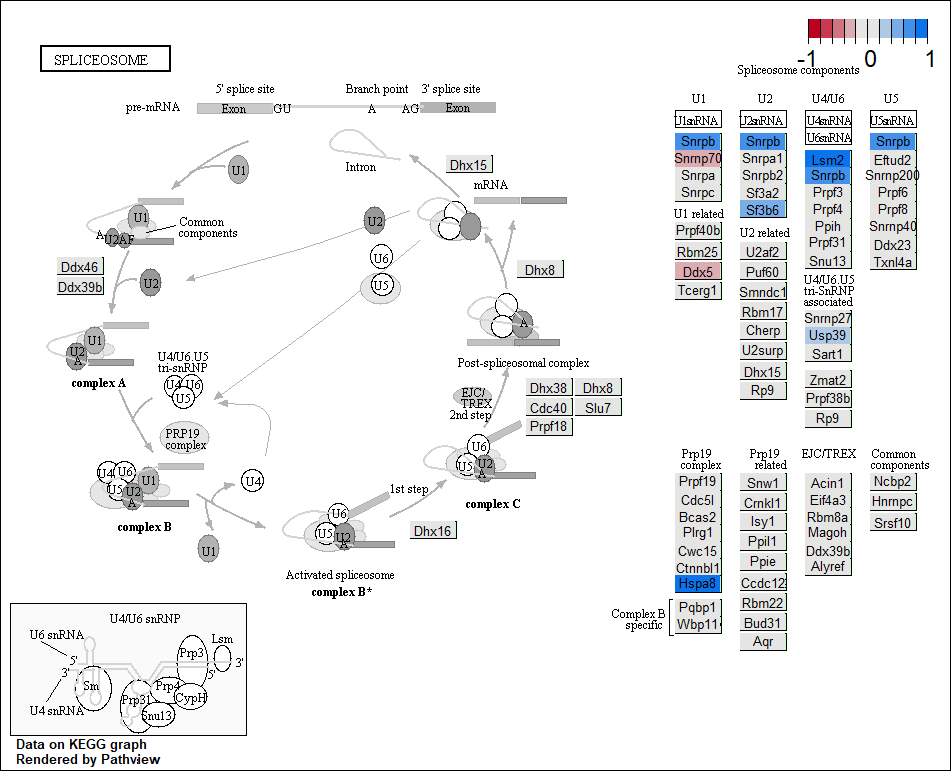 SPLICEOSOME
-1 0 1
Spliceosome components
5' splice site Branch point 3' splice site
pre-mRNA Exon GU A AG Exon
U1
Intron
Dhx15
mRNA
U1
A U2AF
Common
components
Ddx46
Ddx39b
U2
U2
U6
U5
Dhx8
U1
U2
A
complex A
U4/U6.U5
tri-snRNP
U4 U6
U5
A
Post-spliceosomal complex
PRP19
complex
EJC/
TREX
2nd step
Dhx38 Dhx8
Cdc40 Slu7
Prpf18
U4 U6
U5 U1
U2
A
complex B
U4
U1
U6
U5 U2
A
complex C
1st step
U6
U5 U2
A
Dhx16
Activated spliceosome
complex B*
U1
U1snRNA
Snrpb
Snrnp70
Snrpa
Snrpc
U1 related
Prpf40b
Rbm25
Ddx5
Tcerg1
U2
U2snRNA
Snrpb
Snrpa1
Snrpb2
Sf3a2
Sf3b6
U2 related
U2af2
Puf60
Smndc1
Rbm17
Cherp
U2surp
Dhx15
Rp9
U4/U6
U4snRNA
U6snRNA
Lsm2
Snrpb
Prpf3
Prpf4
Ppih
Prpf31
Snu13
U4/U6.U5
tri-SnRNP
associated
Snrnp27
Usp39
Sart1
Zmat2
Prpf38b
Rp9
U5
U5snRNA
Snrpb
Eftud2
Snrnp200
Prpf6
Prpf8
Snrnp40
Ddx23
Txnl4a
Prp19
complex
Prpf19
Cdc5l
Bcas2
Plrg1
Cwc15
Ctnnbl1
Hspa8
Complex B
specific
Pqbp1
Wbp11
Prp19
related
Snw1
Crnkl1
Isy1
Ppil1
Ppie
Ccdc12
Rbm22
Bud31
Aqr
EJC/TREX
Acin1
Eif4a3
Rbm8a
Magoh
Ddx39b
Alyref
Common
components
Ncbp2
Hnrnpc
Srsf10
U4/U6 snRNP
U6 snRNA
5'
3'
U4 snRNA
Sm
Prp31
Prp4
Snu13
CypH
Prp3
Lsm
5'
3'
Data on KEGG graph
Rendered by Pathview